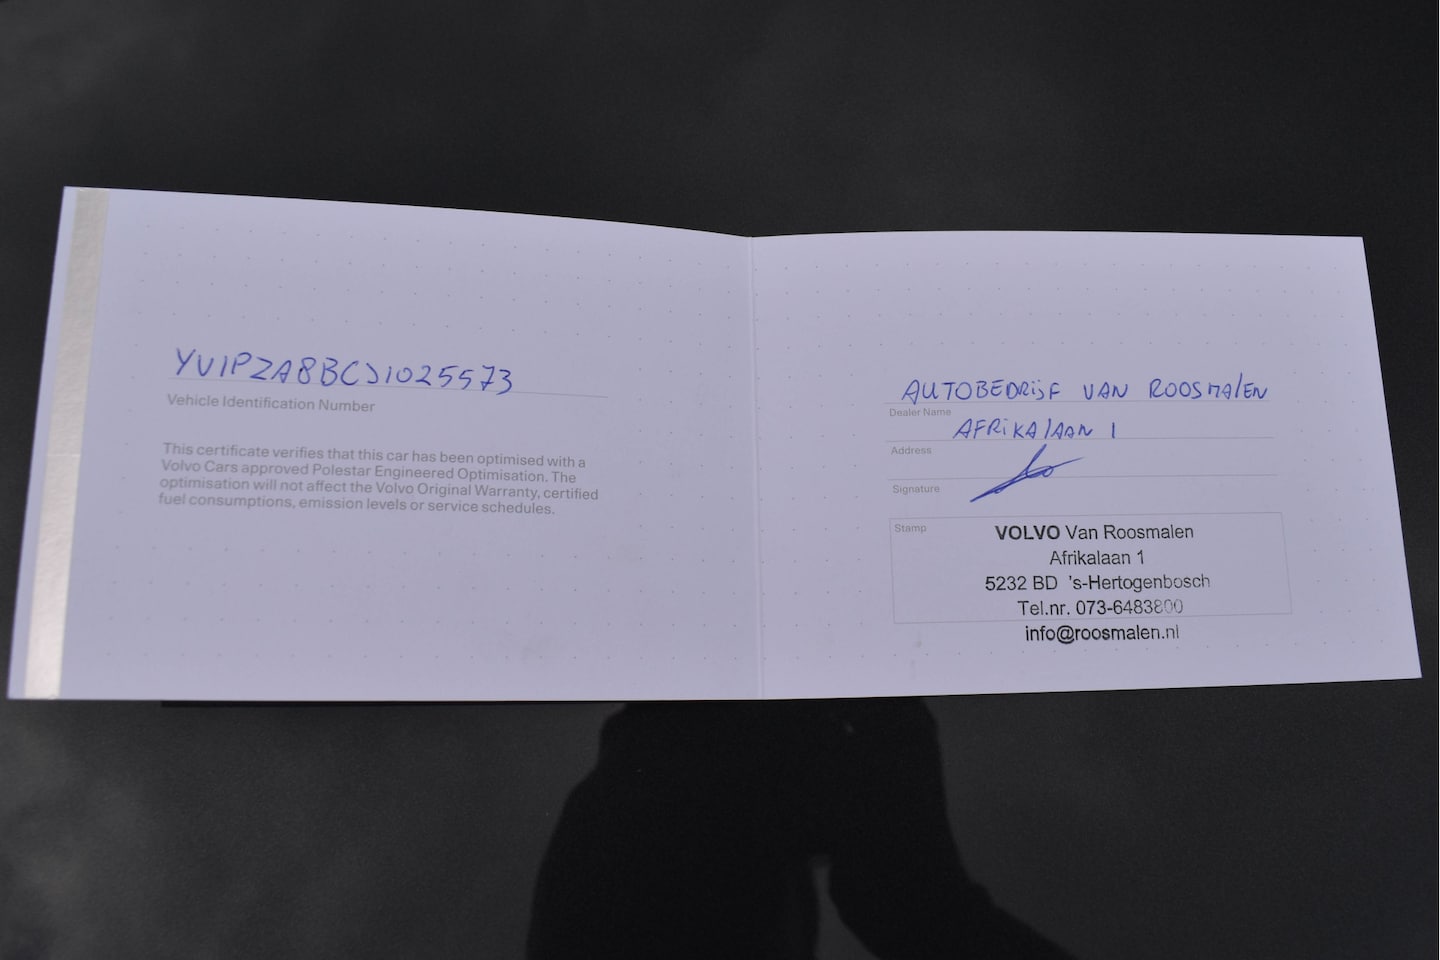 YV1PZA8BCJ1025573
Vehicle Identification Number
This certificate verifies that this car has been optimised with a
Volvo Cars approved Polestar Engineered Optimisation. The
optimisation will not affect the Volvo Original Warranty, certified
fuel consumptions, emission levels or service schedules.
AUTOBEDRIJF VAN ROOSMALEN
Dealer Name
AFRIKALAAN 1
Address
Signature
Stamp
VOLVO Van Roosmalen
Afrikalaan 1
5232 BD 's-Hertogenbosch
Tel.nr. 073-6483800
info@roosmalen.nl